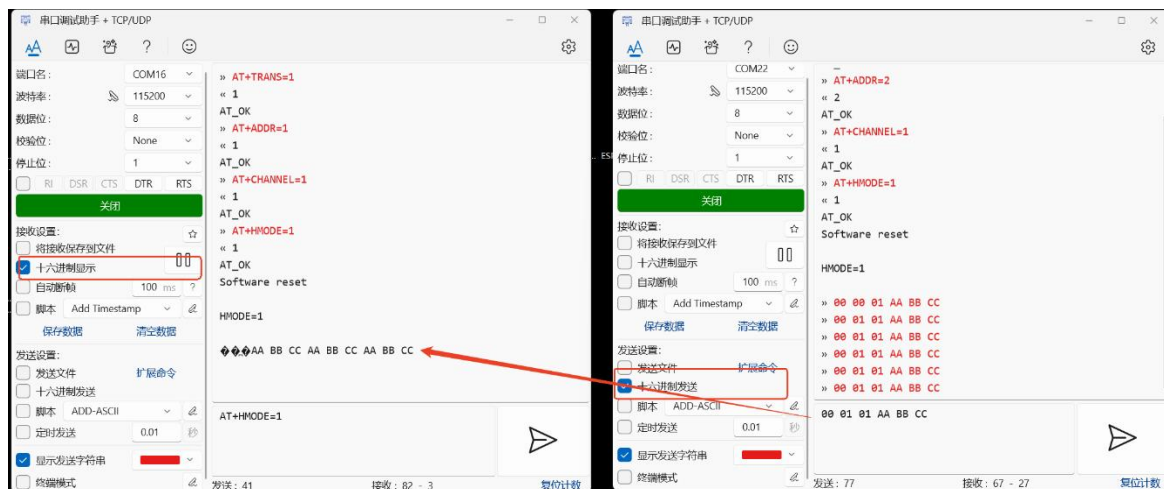 串口调试助手 + TCP/UDP
端口名: COM16
波特率: 115200
数据位: 8
校验位: None
停止位: 1
RI DSR CTS DTR RTS
关闭
接收设置:
将接收保存到文件
十六进制显示
自动断帧 100 ms ?
脚本 Add Timestamp
保存数据 清空数据
发送设置:
发送文件 扩展命令
十六进制发送
脚本 ADD-ASCII
定时发送 0.01 秒
显示发送字符串
终端模式
» AT+TRANS=1
« 1
AT_OK
» AT+ADDR=1
« 1
AT_OK
» AT+CHANNEL=1
« 1
AT_OK
» AT+HMODE=1
« 1
AT_OK
Software reset
HMODE=1
AA BB CC AA BB CC AA BB CC
AT+HMODE=1
发送: 41 接收: 82 - 3 复位计数
串口调试助手 + TCP/UDP
端口名: COM22
波特率: 115200
数据位: 8
校验位: None
停止位: 1
RI DSR CTS DTR RTS
关闭
接收设置:
将接收保存到文件
十六进制显示
自动断帧 100 ms ?
脚本 Add Timestamp
保存数据 清空数据
发送设置:
发送文件 扩展命令
十六进制发送
脚本 ADD-ASCII
定时发送 0.01 秒
显示发送字符串
终端模式
» AT+ADDR=2
« 2
AT_OK
» AT+CHANNEL=1
« 1
AT_OK
» AT+HMODE=1
« 1
AT_OK
Software reset
HMODE=1
» 00 00 01 AA BB CC
» 00 01 01 AA BB CC
» 00 01 01 AA BB CC
» 00 01 01 AA BB CC
» 00 01 01 AA BB CC
» 00 01 01 AA BB CC
00 01 01 AA BB CC
发送: 77 接收: 67 - 27 复位计数